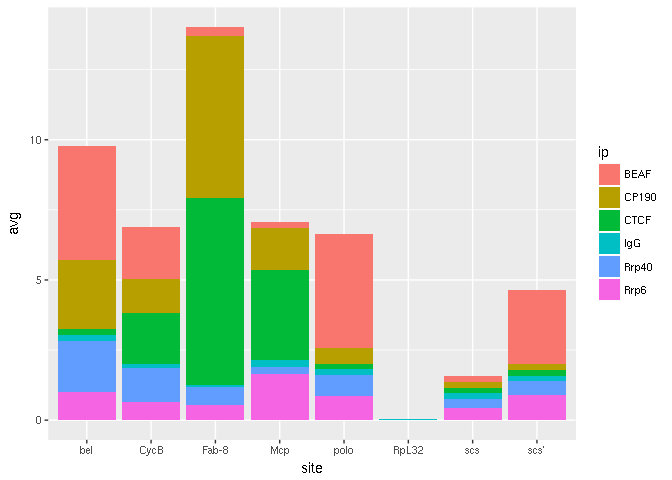 avg
10
5
0
bel CycB Fab-8 Mcp polo RpL32 scs scs'
site
ip
BEAF
CP190
CTCF
IgG
Rrp40
Rrp6